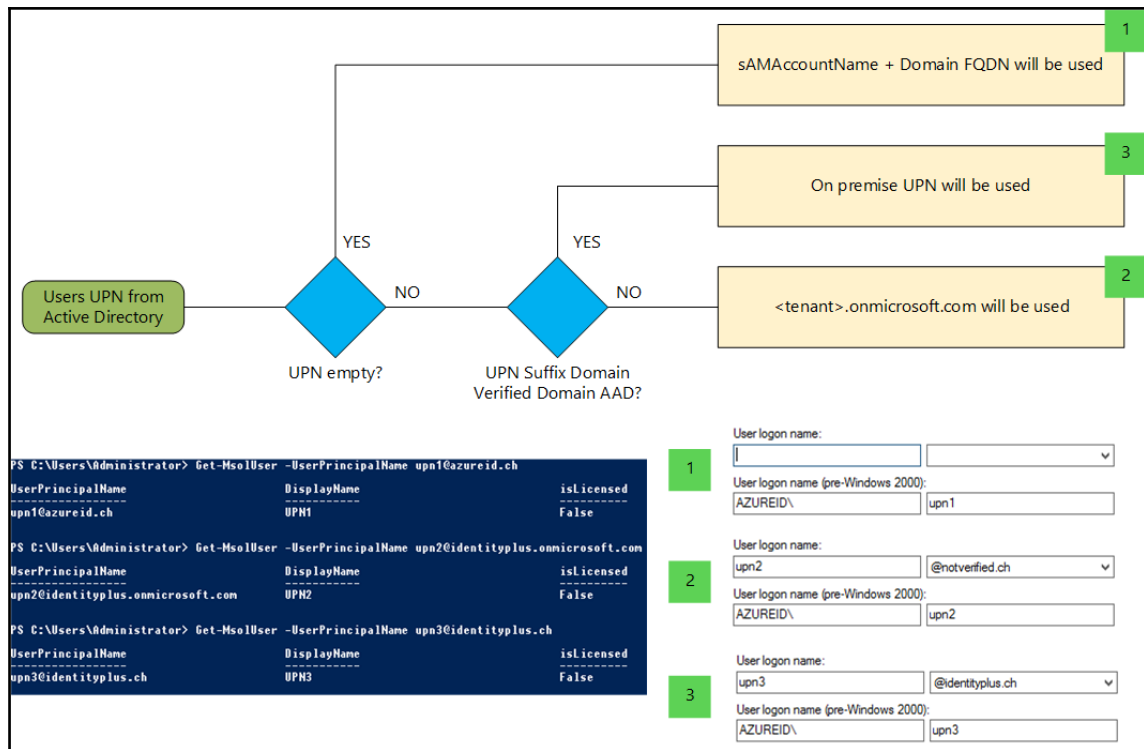 1
sAMAccountName + Domain FQDN will be used
3
On premise UPN will be used
YES
YES
Users UPN from
Active Directory
NO
NO
2
<tenant>.onmicrosoft.com will be used
UPN empty?
UPN Suffix Domain
Verified Domain AAD?
PS C:\Users\Administrator> Get-MsolUser -UserPrincipalName upn1@azureid.ch
UserPrincipalName DisplayName isLicensed
----------------- ----------- ----------
upn1@azureid.ch UPN1 False
PS C:\Users\Administrator> Get-MsolUser -UserPrincipalName upn2@identityplus.onmicrosoft.com
UserPrincipalName DisplayName isLicensed
----------------- ----------- ----------
upn2@identityplus.onmicrosoft.com UPN2 False
PS C:\Users\Administrator> Get-MsolUser -UserPrincipalName upn3@identityplus.ch
UserPrincipalName DisplayName isLicensed
----------------- ----------- ----------
upn3@identityplus.ch UPN3 False
1
User logon name:
User logon name (pre-Windows 2000):
AZUREID\ upn1
2
User logon name:
upn2 @notverified.ch
User logon name (pre-Windows 2000):
AZUREID\ upn2
3
User logon name:
upn3 @identityplus.ch
User logon name (pre-Windows 2000):
AZUREID\ upn3